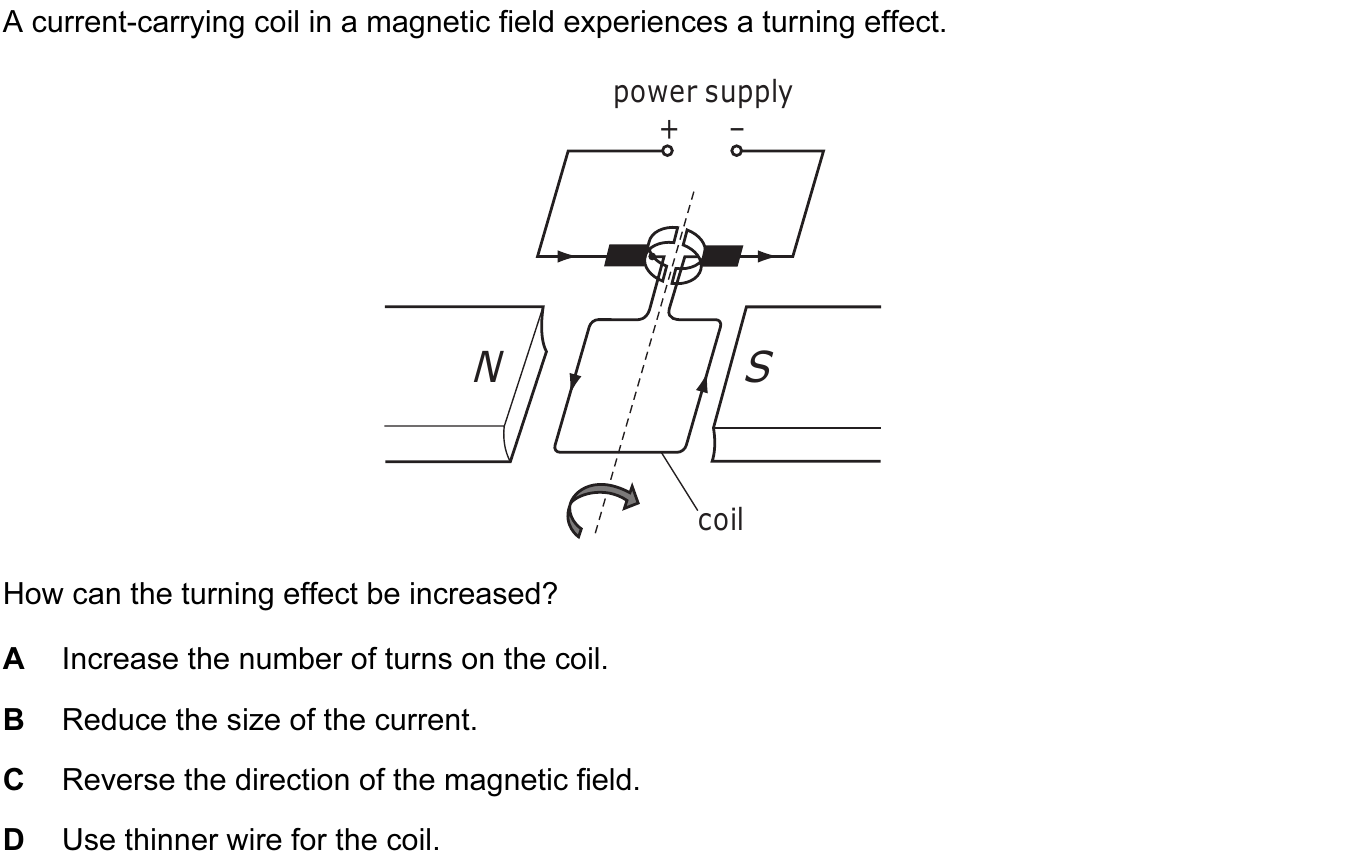 A current-carrying coil in a magnetic field experiences a turning effect.
power supply
+ –
N S
coil
How can the turning effect be increased?
A Increase the number of turns on the coil.
B Reduce the size of the current.
C Reverse the direction of the magnetic field.
D Use thinner wire for the coil.